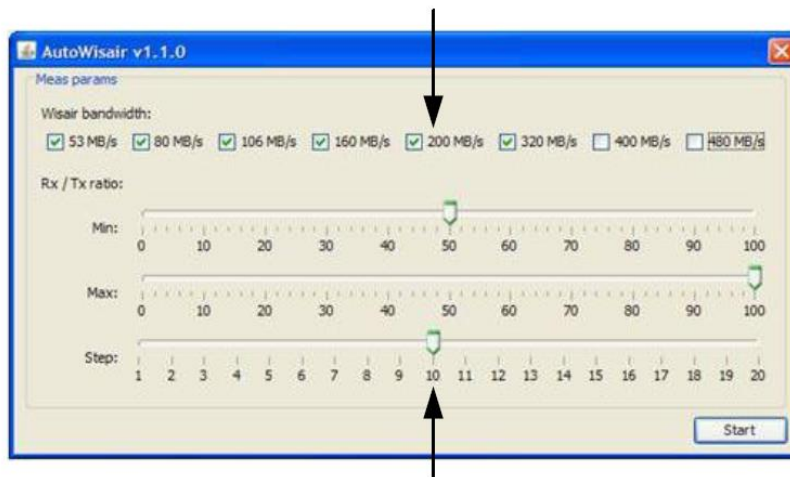 AutoWisair v1.1.0
Meas params
Wisair bandwidth:
53 MB/s 80 MB/s 106 MB/s 160 MB/s 200 MB/s 320 MB/s 400 MB/s 480 MB/s
Rx / Tx ratio:
Min:
0 10 20 30 40 50 60 70 80 90 100
Max:
0 10 20 30 40 50 60 70 80 90 100
Step:
1 2 3 4 5 6 7 8 9 10 11 12 13 14 15 16 17 18 19 20
Start